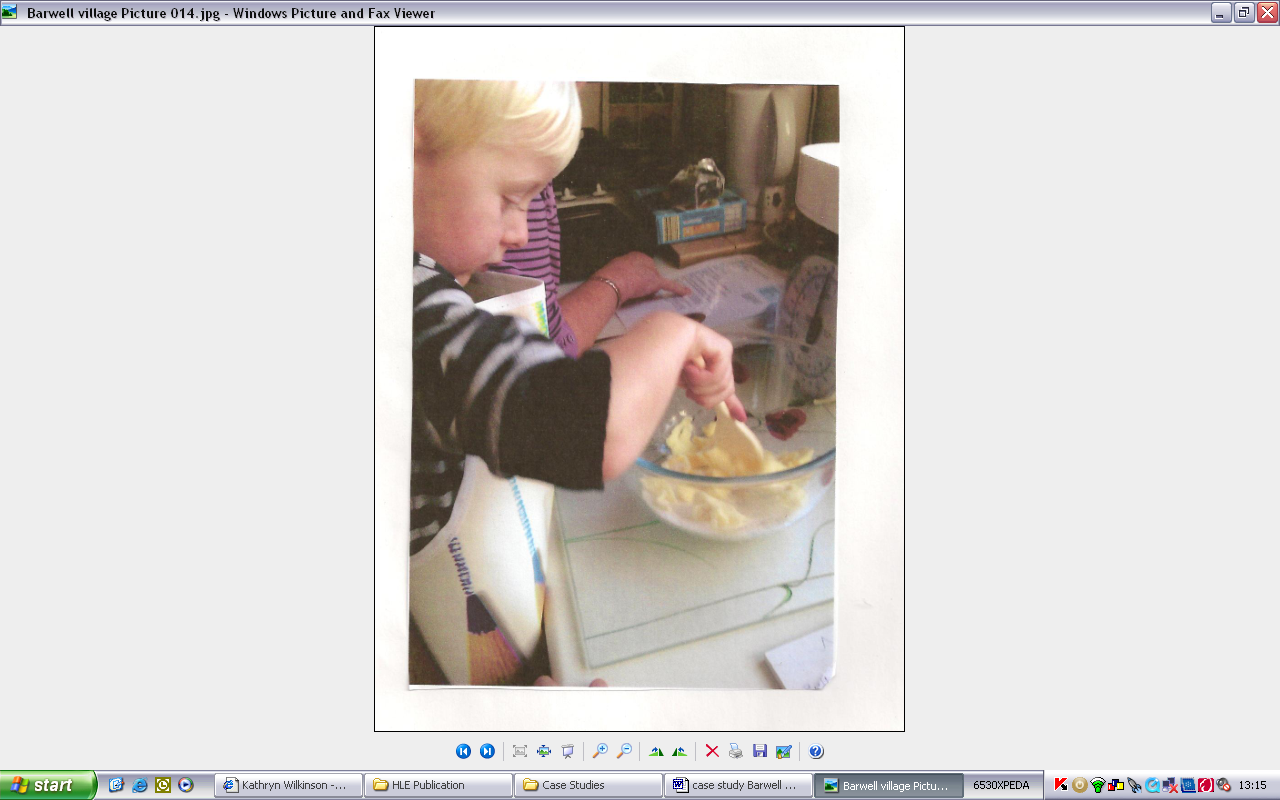 Barwell village Picture 014.jpg - Windows Picture and Fax Viewer
start
Kathryn Wilkinson -...
HLE Publication
Case Studies
case study Barwell ...
Barwell village Pictu...
6530XPEDA
13:15